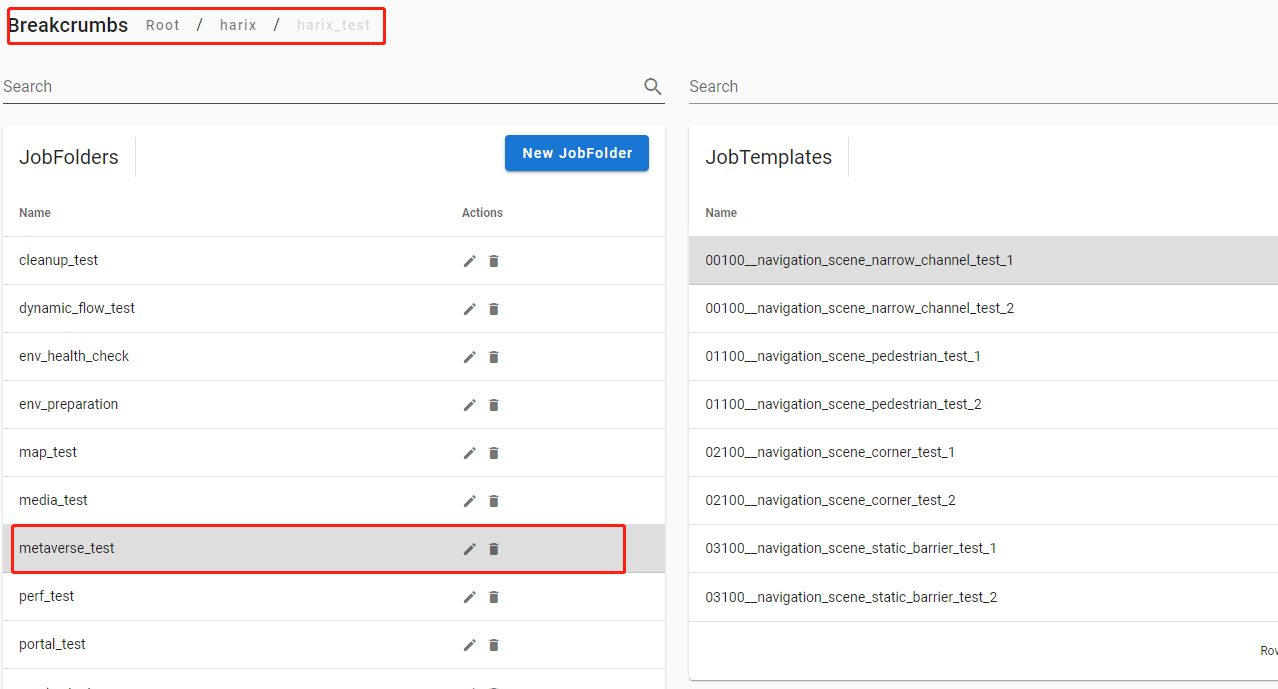 Breakcrumbs Root / harix / harix_test
Search
Search
JobFolders
New JobFolder
Name Actions
cleanup_test
dynamic_flow_test
env_health_check
env_preparation
map_test
media_test
metaverse_test
perf_test
portal_test
JobTemplates
Name
00100__navigation_scene_narrow_channel_test_1
00100__navigation_scene_narrow_channel_test_2
01100__navigation_scene_pedestrian_test_1
01100__navigation_scene_pedestrian_test_2
02100__navigation_scene_corner_test_1
02100__navigation_scene_corner_test_2
03100__navigation_scene_static_barrier_test_1
03100__navigation_scene_static_barrier_test_2